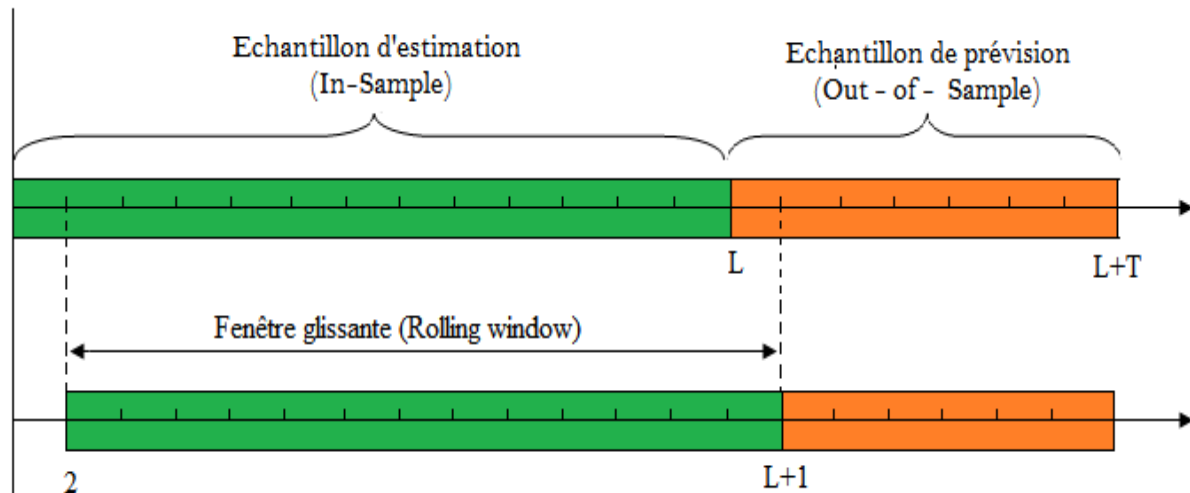 Echantillon d'estimation
(In-Sample)
Echantillon de prévision
(Out - of - Sample)
L
L+T
Fenêtre glissante (Rolling window)
2
L+1